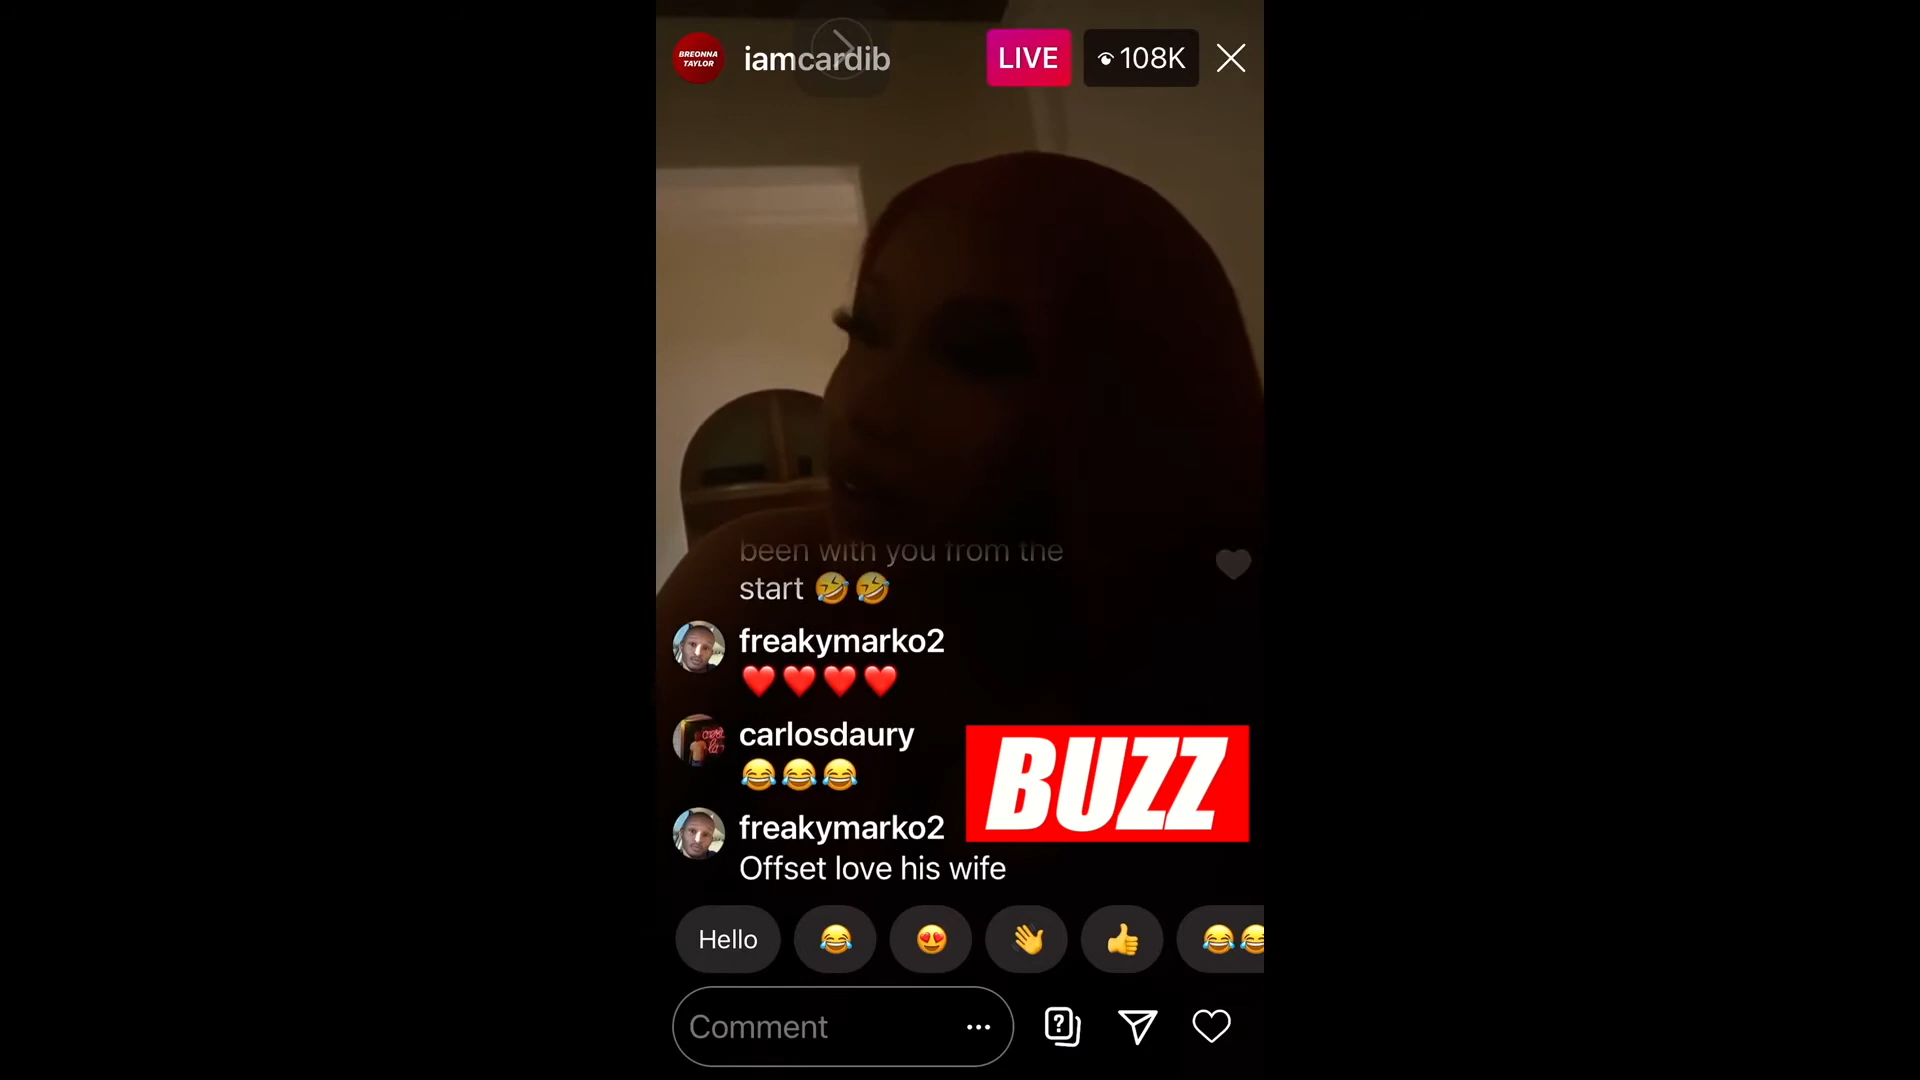 BREONNA
TAYLOR
iamcardib
LIVE
108K
been with you from the
start 🤣🤣
freakymarko2
❤️❤️❤️❤️
carlosdaury
😂😂😂
BUZZ
freakymarko2
Offset love his wife
Hello
Comment